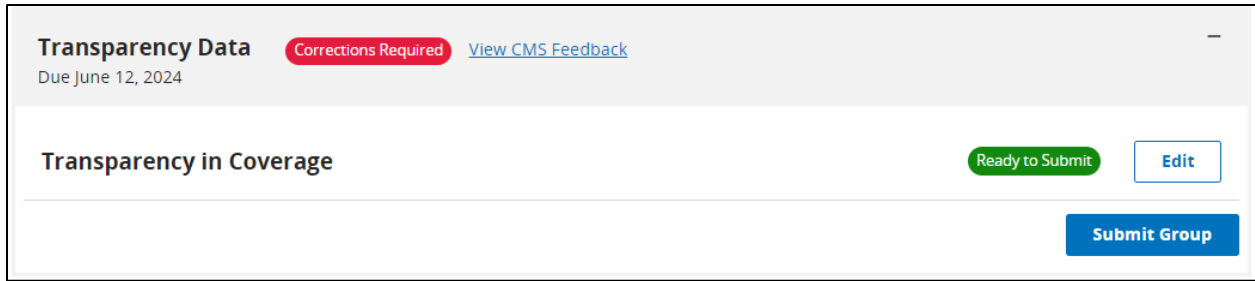 Transparency Data Corrections Required View CMS Feedback
Due June 12, 2024
Transparency in Coverage Ready to Submit Edit
Submit Group